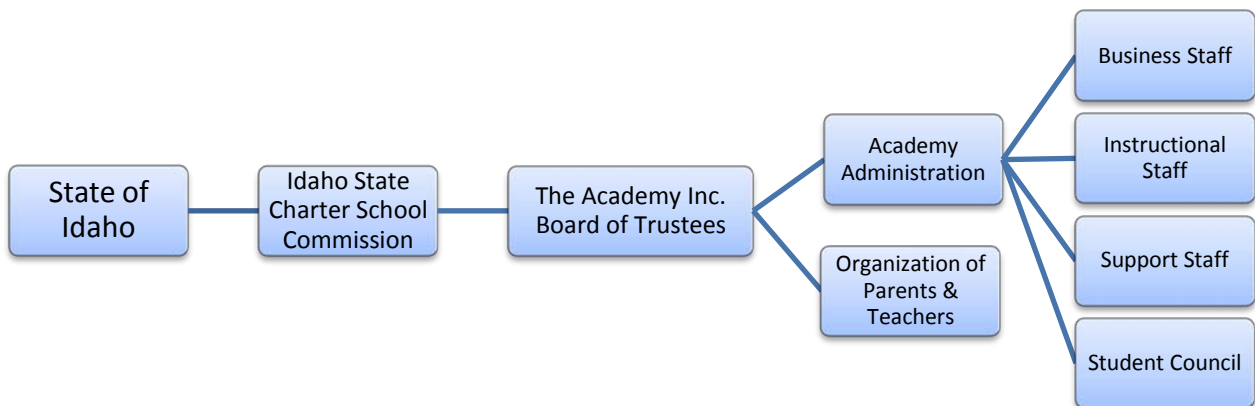 State of
Idaho
Idaho State
Charter School
Commission
The Academy Inc.
Board of Trustees
Academy
Administration
Organization of
Parents &
Teachers
Business Staff
Instructional
Staff
Support Staff
Student Council